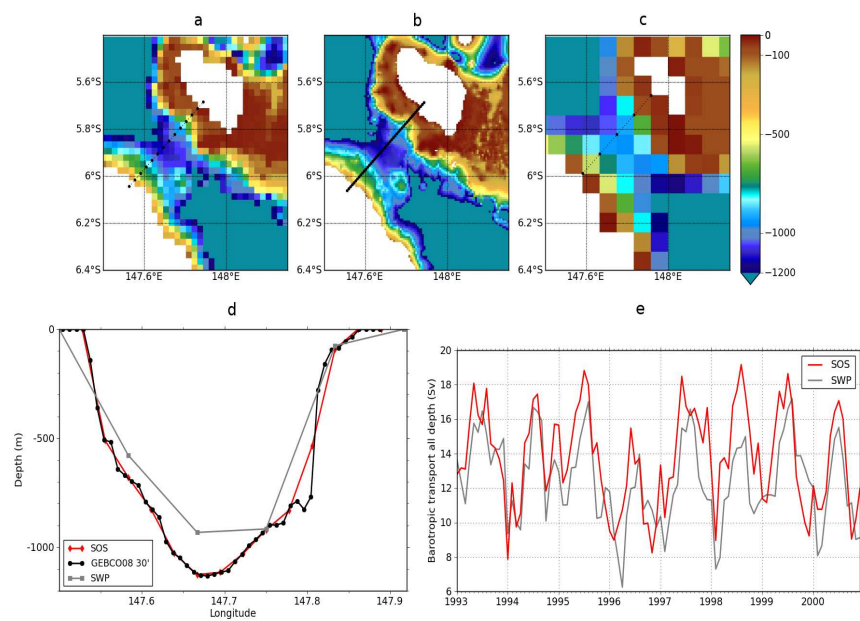 a b c
5.6°S 5.6°S 5.6°S
5.8°S 5.8°S 5.8°S
6°S 6°S 6°S
6.2°S 6.2°S 6.2°S
6.4°S 6.4°S 6.4°S
147.6°E 148°E 147.6°E 148°E 147.6°E 148°E
0
−100
−500
−1000
−1200
d
0
-500
-1000
Depth (m)
SOS
GEBCO08 30'
SWP
147.6 147.7 147.8 147.9
Longitude
e
20
18
16
14
12
10
8
6
Barotropic transport all depth (Sv)
SOS
SWP
1993 1994 1995 1996 1997 1998 1999 2000